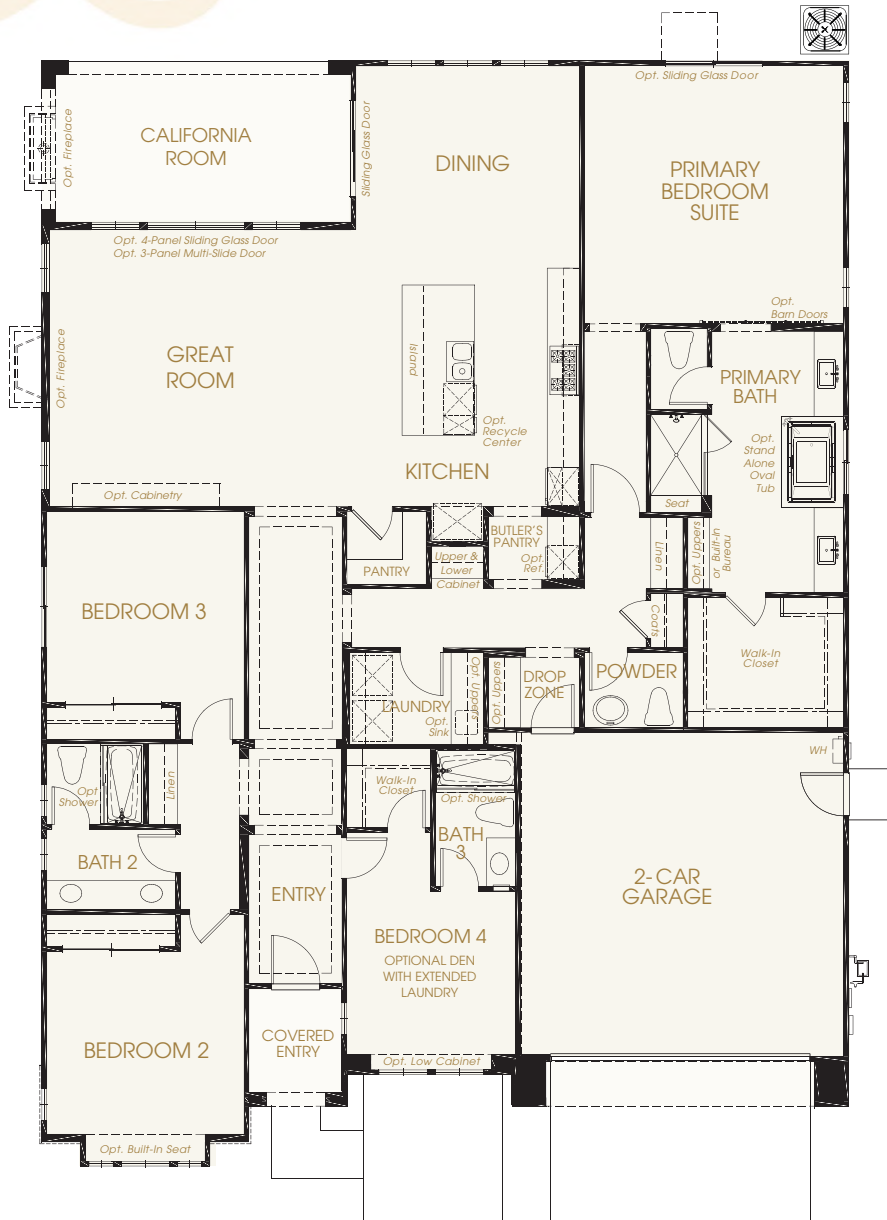 Opt. Sliding Glass Door
CALIFORNIA
ROOM
Opt. Fireplace
Sliding Glass Door
DINING
PRIMARY
BEDROOM
SUITE
Opt. 4-Panel Sliding Glass Door
Opt. 3-Panel Multi-Slide Door
Opt.
Barn Doors
GREAT
ROOM
Opt. Fireplace
Island
PRIMARY
BATH
Opt.
Recycle
Center
Opt.
Stand
Alone
Oval
Tub
KITCHEN
Opt. Cabinetry
Seat
BUTLER'S
PANTRY
Opt.
Ref.
PANTRY
Upper &
Lower
Cabinet
Linen
Opt. Uppers
or Built-In
Bureau
BEDROOM 3
Coats
Walk-In
Closet
LAUNDRY
Opt.
Sink
Opt. Uppers
Opt. Uppers
DROP
ZONE
POWDER
WH
Opt
Shower
Linen
Walk-In
Closet
Opt. Shower
BATH
3
BATH 2
ENTRY
2-CAR
GARAGE
BEDROOM 4
OPTIONAL DEN
WITH EXTENDED
LAUNDRY
BEDROOM 2
COVERED
ENTRY
Opt. Low Cabinet
Opt. Built-In Seat